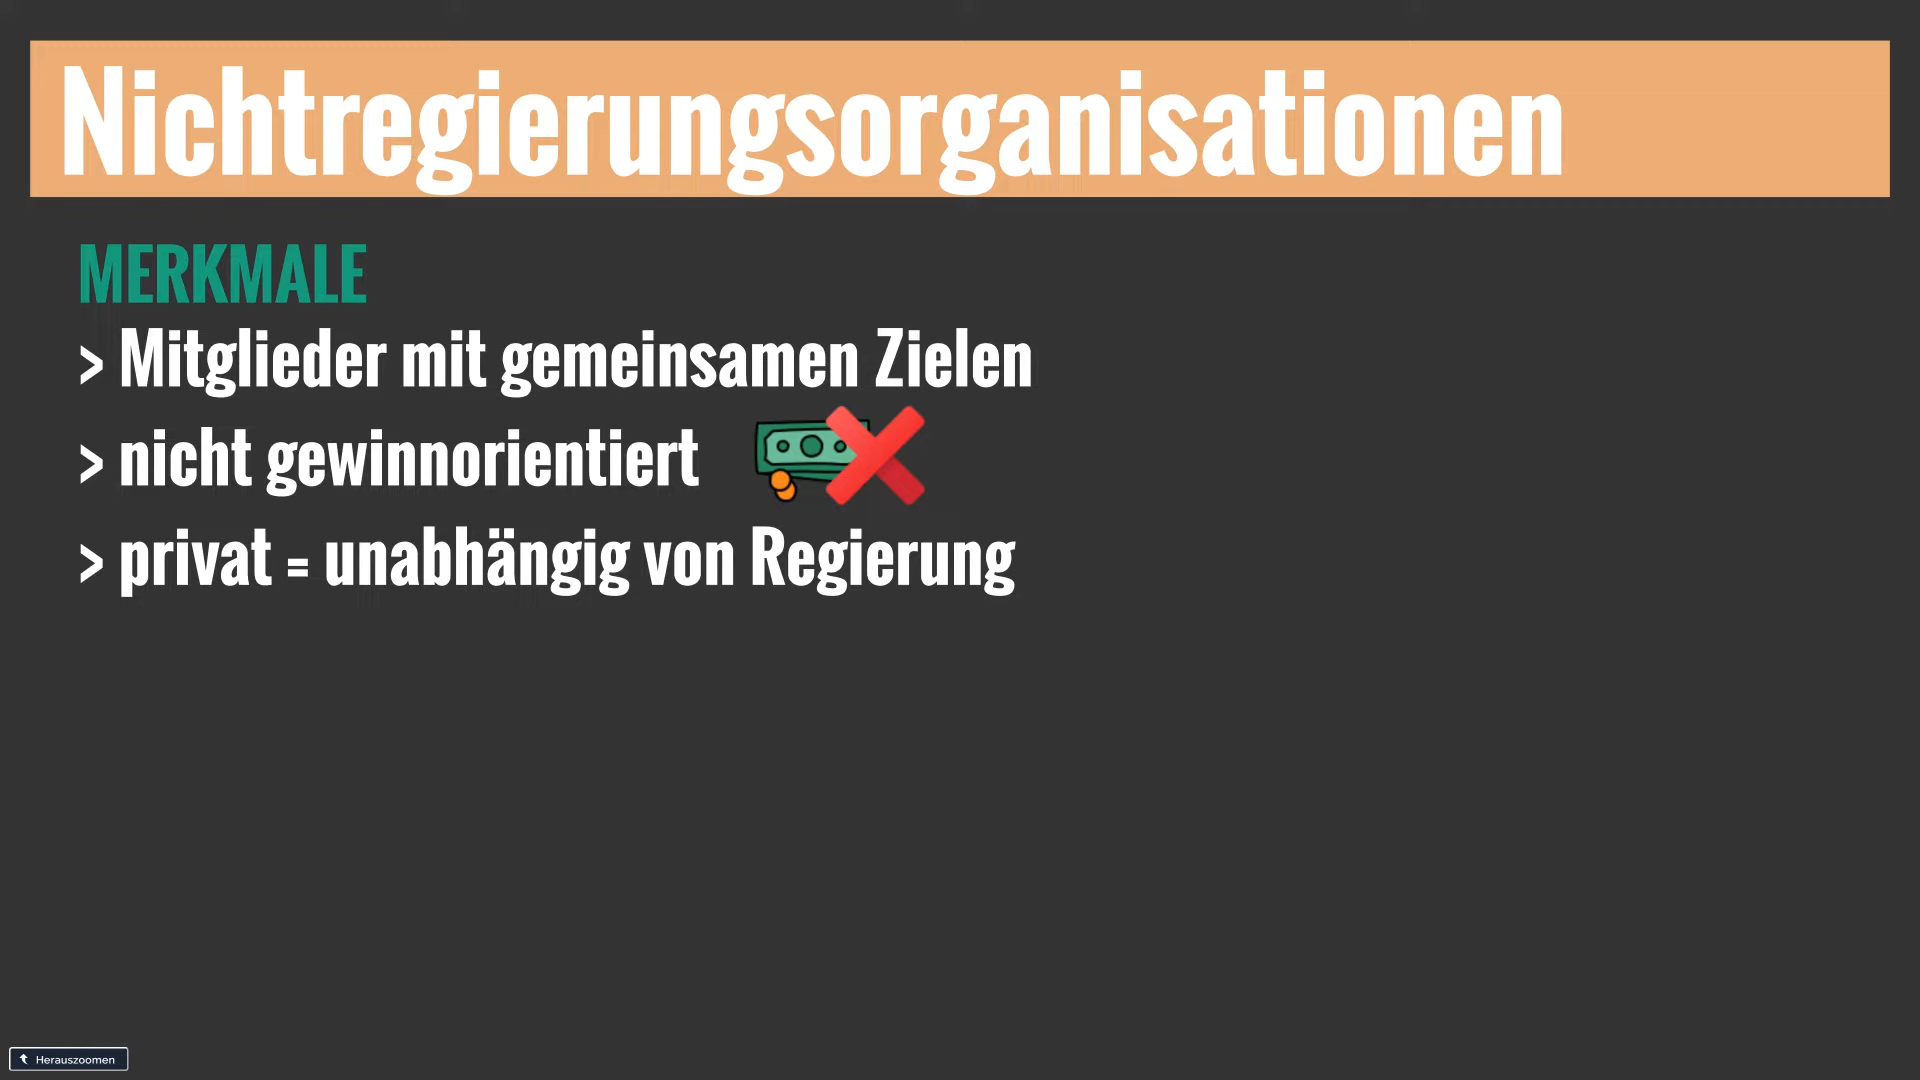 Nichtregierungsorganisationen
MERKMALE
> Mitglieder mit gemeinsamen Zielen
> nicht gewinnorientiert
> privat = unabhängig von Regierung
Herauszoomen